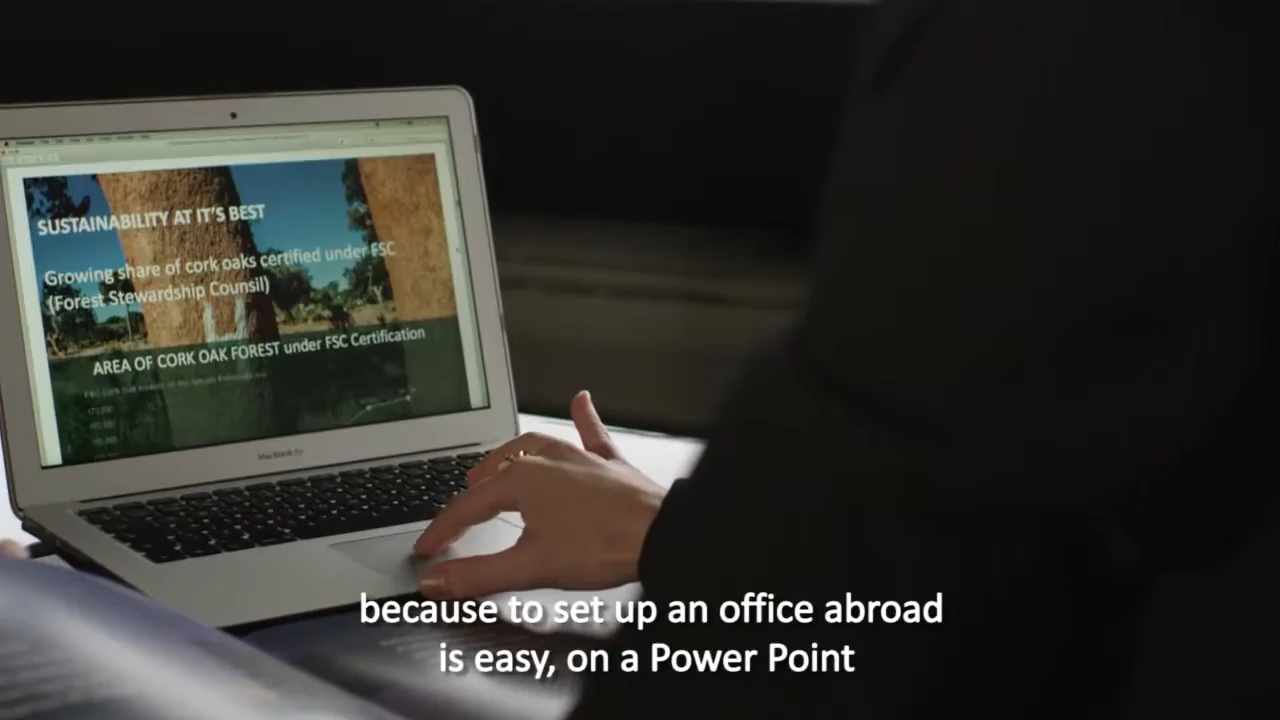 SUSTAINABILITY AT IT'S BEST
Growing share of cork oaks certified under FSC
(Forest Stewardship Counsil)
AREA OF CORK OAK FOREST under FSC Certification
MacBook Air
because to set up an office abroad
is easy, on a Power Point